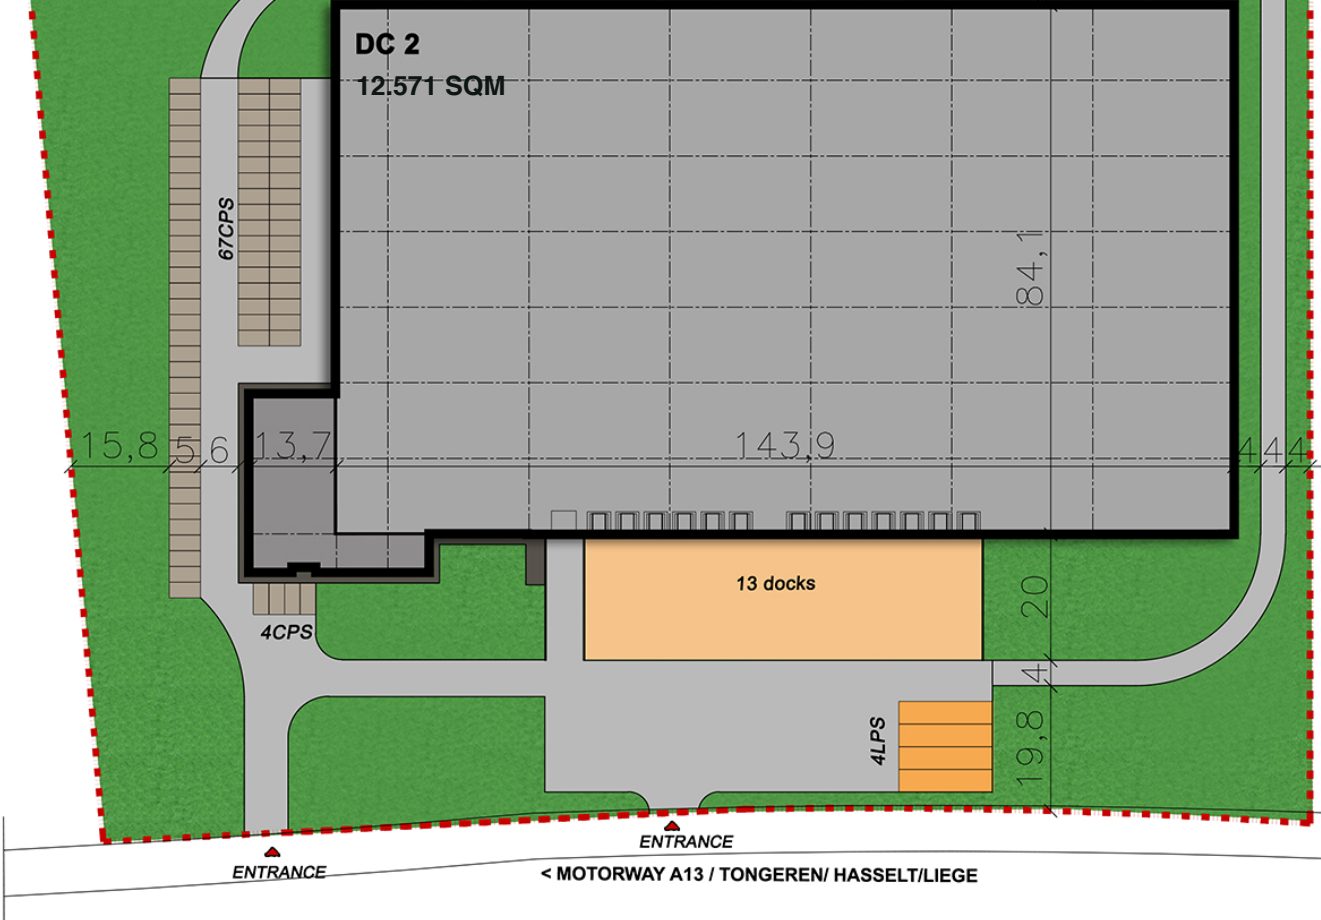 DC 2
12.571 SQM
67CPS
84,1
15,8
5
6
13,7
143,9
4
4
4
13 docks
20
4CPS
4
4LPS
19,8
ENTRANCE
ENTRANCE
< MOTORWAY A13 / TONGEREN/ HASSELT/LIEGE